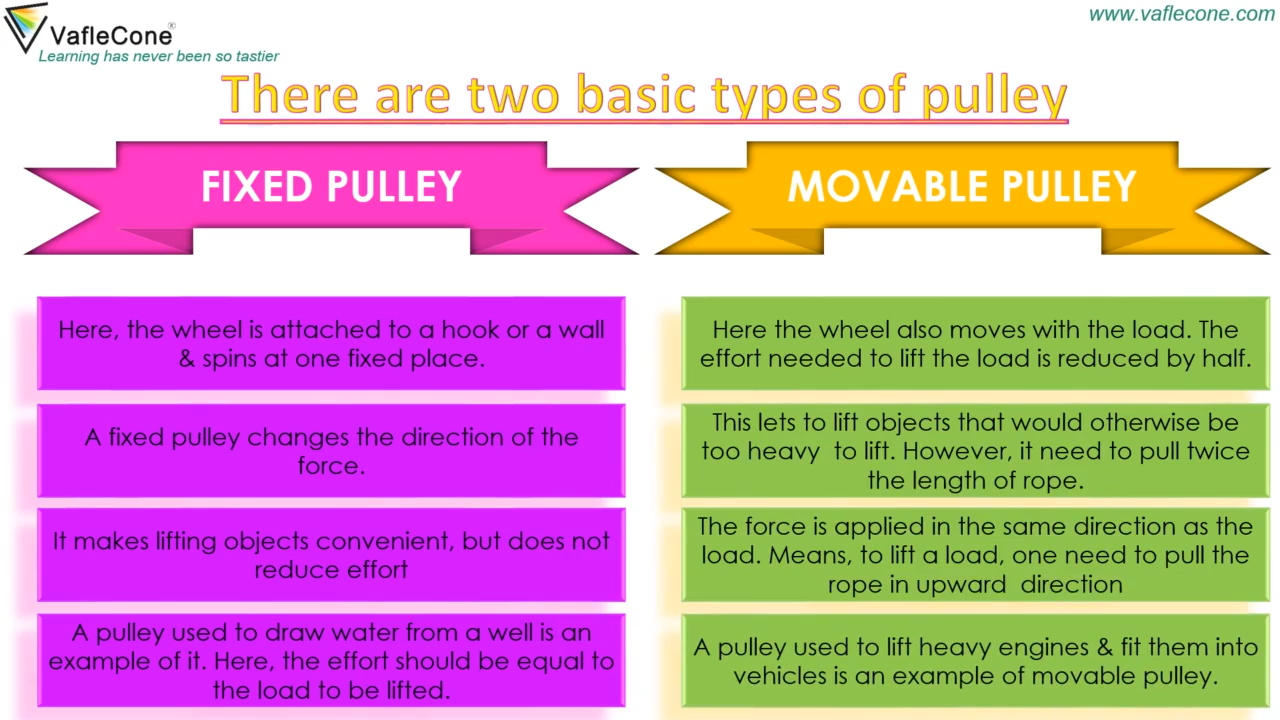 VafleCone®
Learning has never been so tastier
www.vaflecone.com
There are two basic types of pulley
FIXED PULLEY
Here, the wheel is attached to a hook or a wall
& spins at one fixed place.
A fixed pulley changes the direction of the
force.
It makes lifting objects convenient, but does not
reduce effort
A pulley used to draw water from a well is an
example of it. Here, the effort should be equal to
the load to be lifted.
MOVABLE PULLEY
Here the wheel also moves with the load. The
effort needed to lift the load is reduced by half.
This lets to lift objects that would otherwise be
too heavy to lift. However, it need to pull twice
the length of rope.
The force is applied in the same direction as the
load. Means, to lift a load, one need to pull the
rope in upward direction
A pulley used to lift heavy engines & fit them into
vehicles is an example of movable pulley.